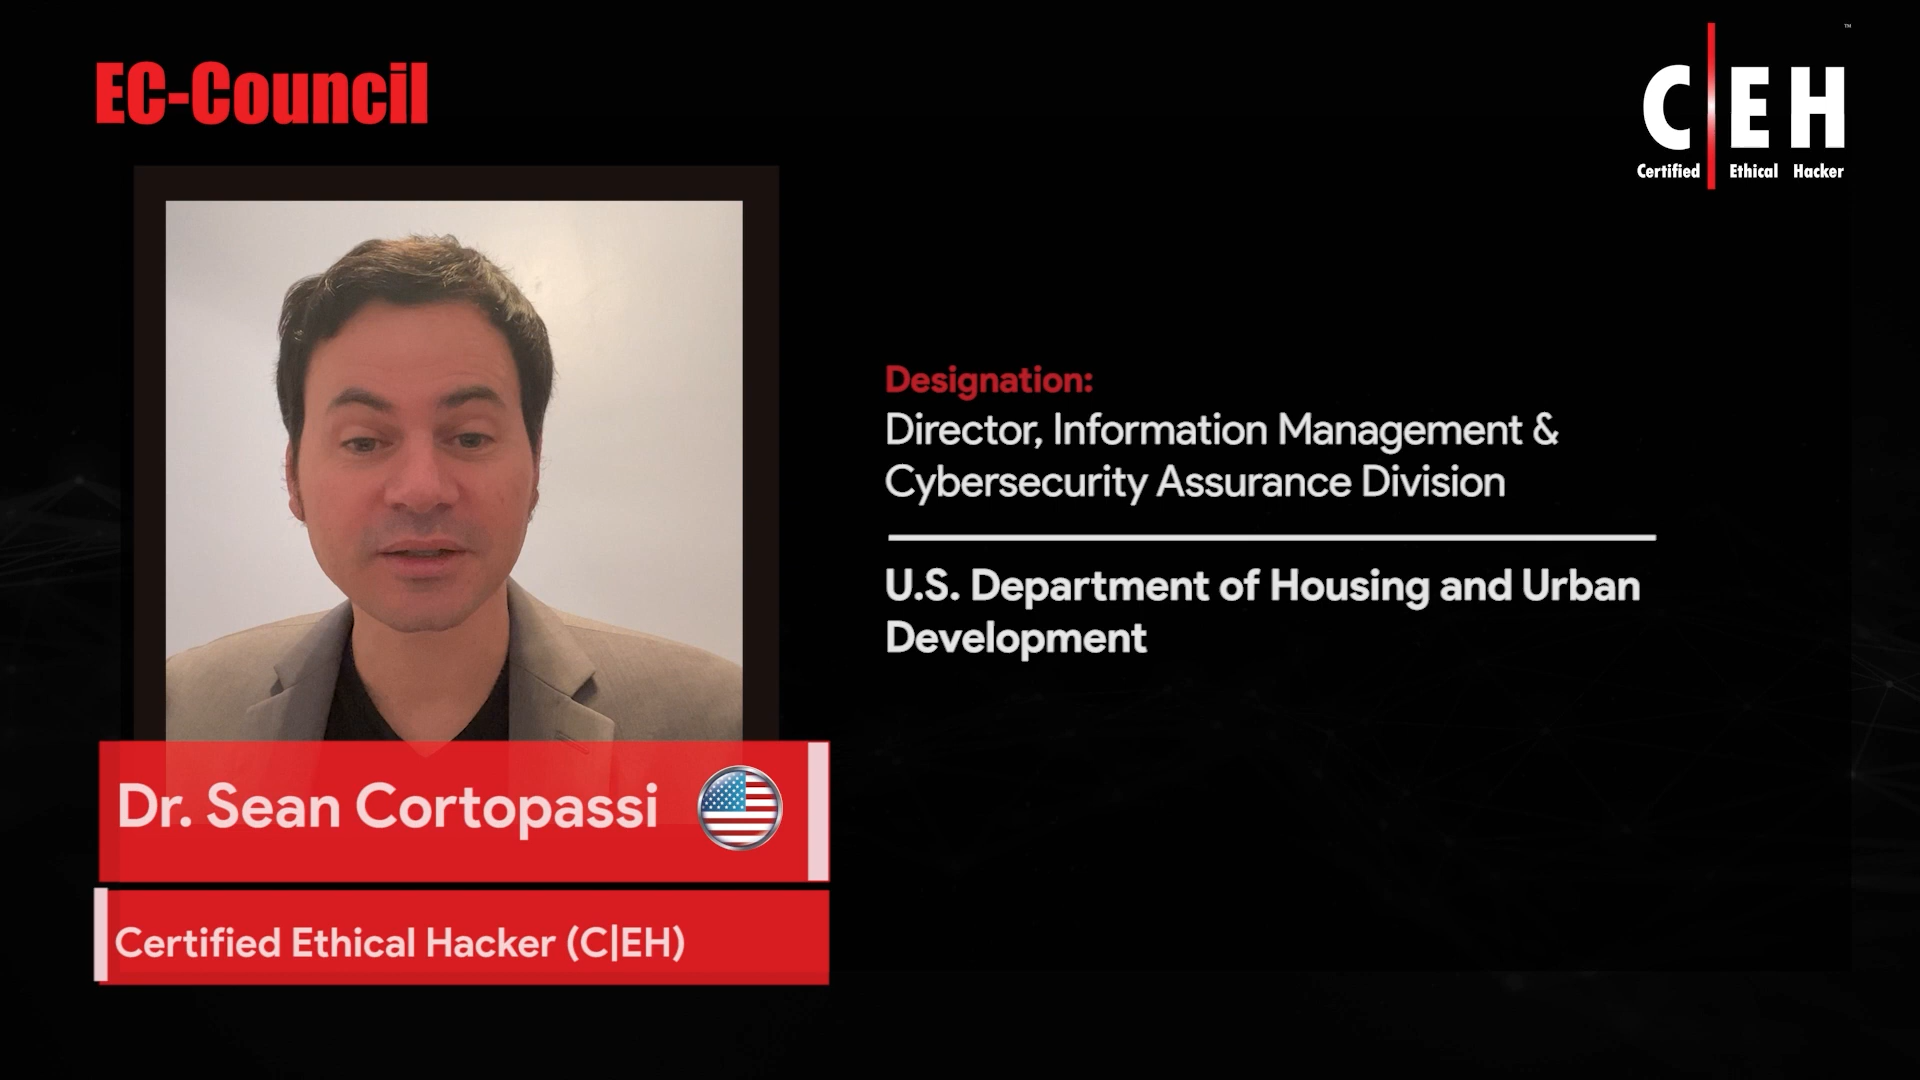 EC-Council
C|EH
™
Certified Ethical Hacker
Designation:
Director, Information Management &
Cybersecurity Assurance Division
U.S. Department of Housing and Urban
Development
Dr. Sean Cortopassi
Certified Ethical Hacker (C|EH)